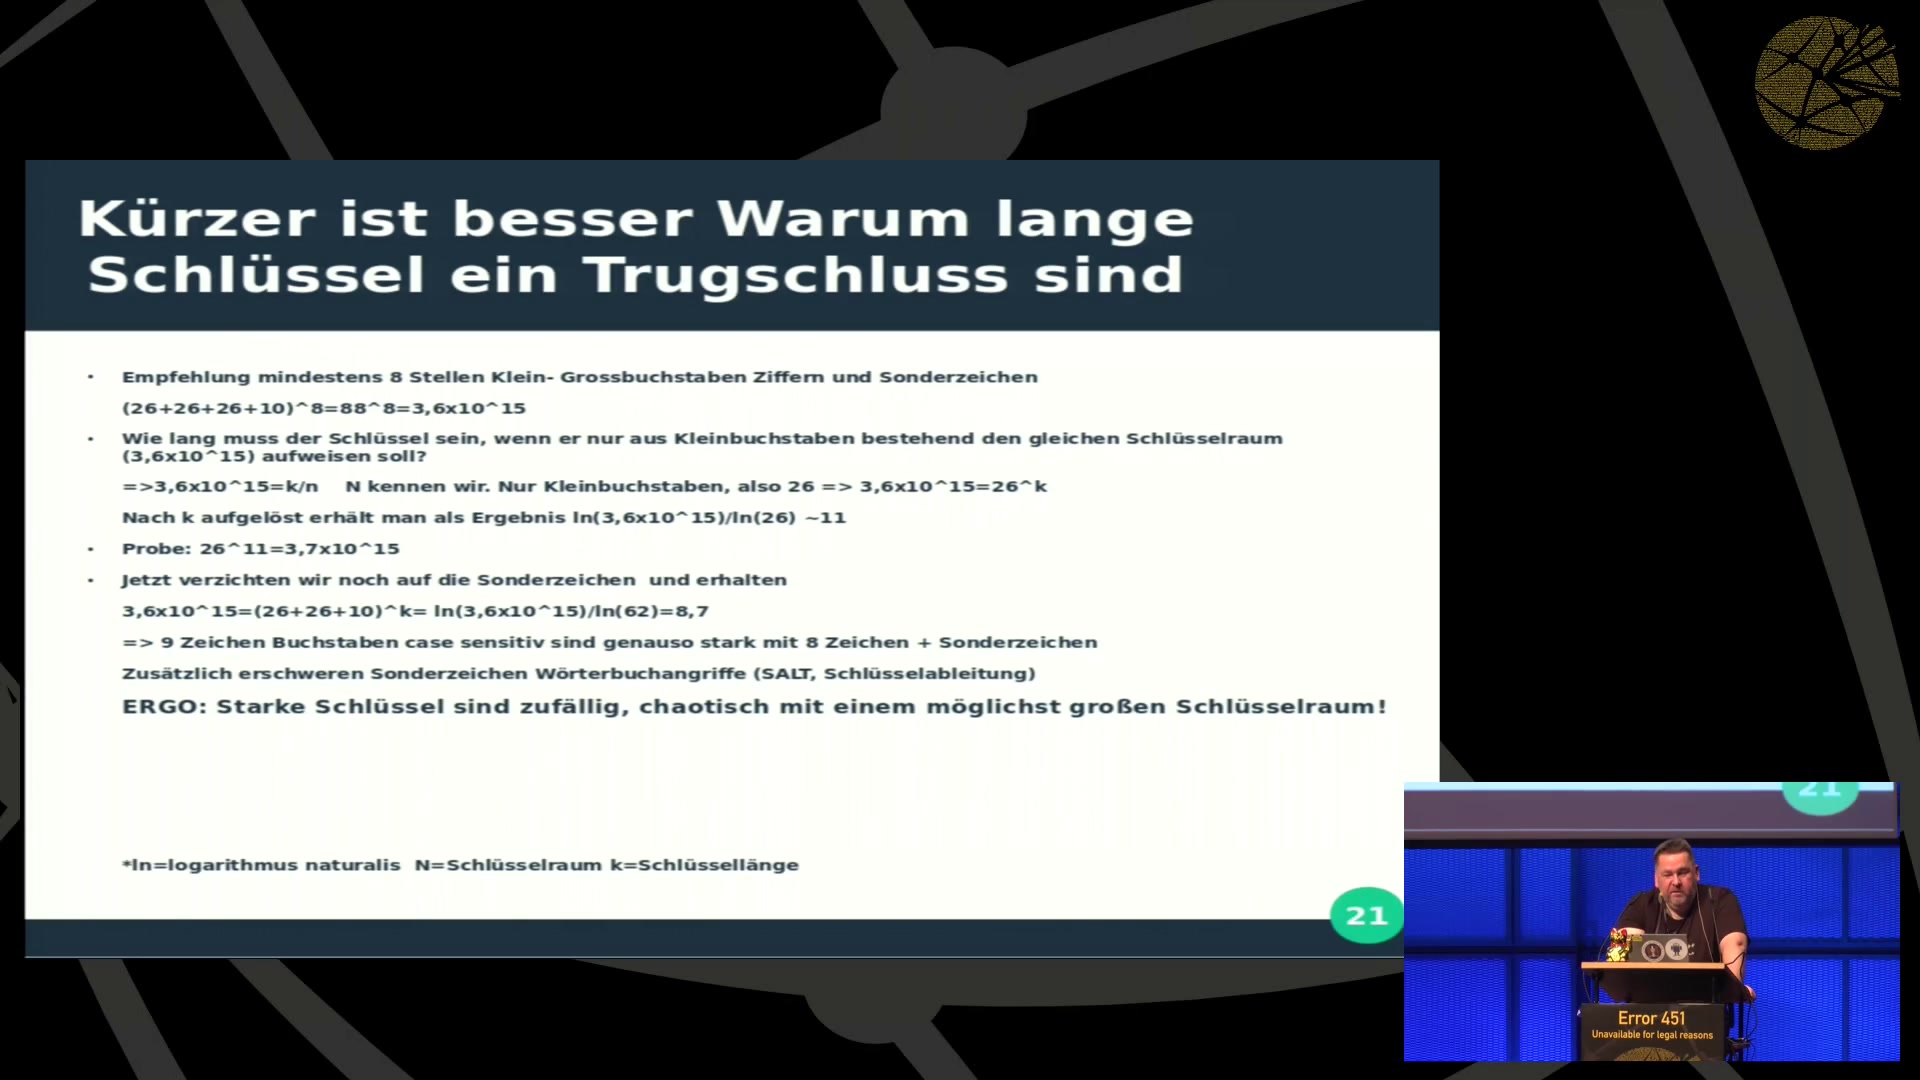 Kürzer ist besser Warum lange
Schlüssel ein Trugschluss sind
• Empfehlung mindestens 8 Stellen Klein- Grossbuchstaben Ziffern und Sonderzeichen
(26+26+26+10)^8=88^8=3,6x10^15
• Wie lang muss der Schlüssel sein, wenn er nur aus Kleinbuchstaben bestehend den gleichen Schlüsselraum
(3,6x10^15) aufweisen soll?
=>3,6x10^15=k/n N kennen wir. Nur Kleinbuchstaben, also 26 => 3,6x10^15=26^k
Nach k aufgelöst erhält man als Ergebnis ln(3,6x10^15)/ln(26) ~11
• Probe: 26^11=3,7x10^15
• Jetzt verzichten wir noch auf die Sonderzeichen und erhalten
3,6x10^15=(26+26+10)^k= ln(3,6x10^15)/ln(62)=8,7
=> 9 Zeichen Buchstaben case sensitiv sind genauso stark mit 8 Zeichen + Sonderzeichen
Zusätzlich erschweren Sonderzeichen Wörterbuchangriffe (SALT, Schlüsselableitung)
ERGO: Starke Schlüssel sind zufällig, chaotisch mit einem möglichst großen Schlüsselraum!
*ln=logarithmus naturalis N=Schlüsselraum k=Schlüssellänge
21
21
Error 451
Unavailable for legal reasons